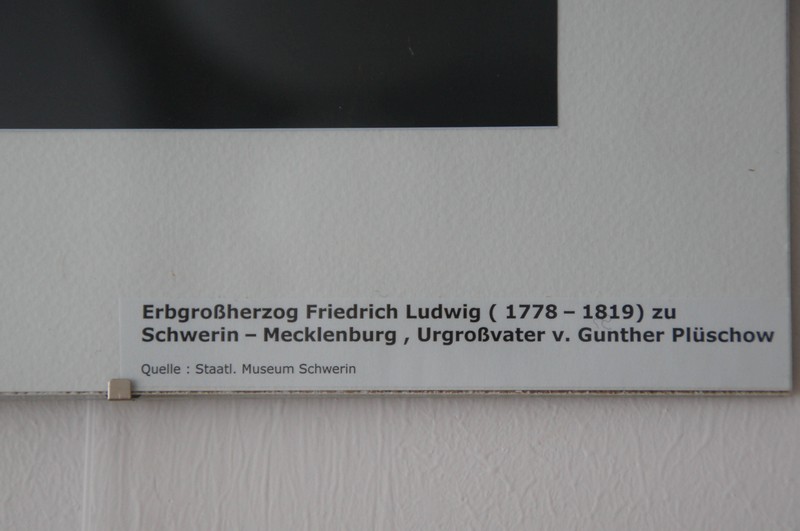 Erbgroßherzog Friedrich Ludwig ( 1778 – 1819) zu
Schwerin – Mecklenburg , Urgroßvater v. Gunther Plüschow
Quelle : Staatl. Museum Schwerin